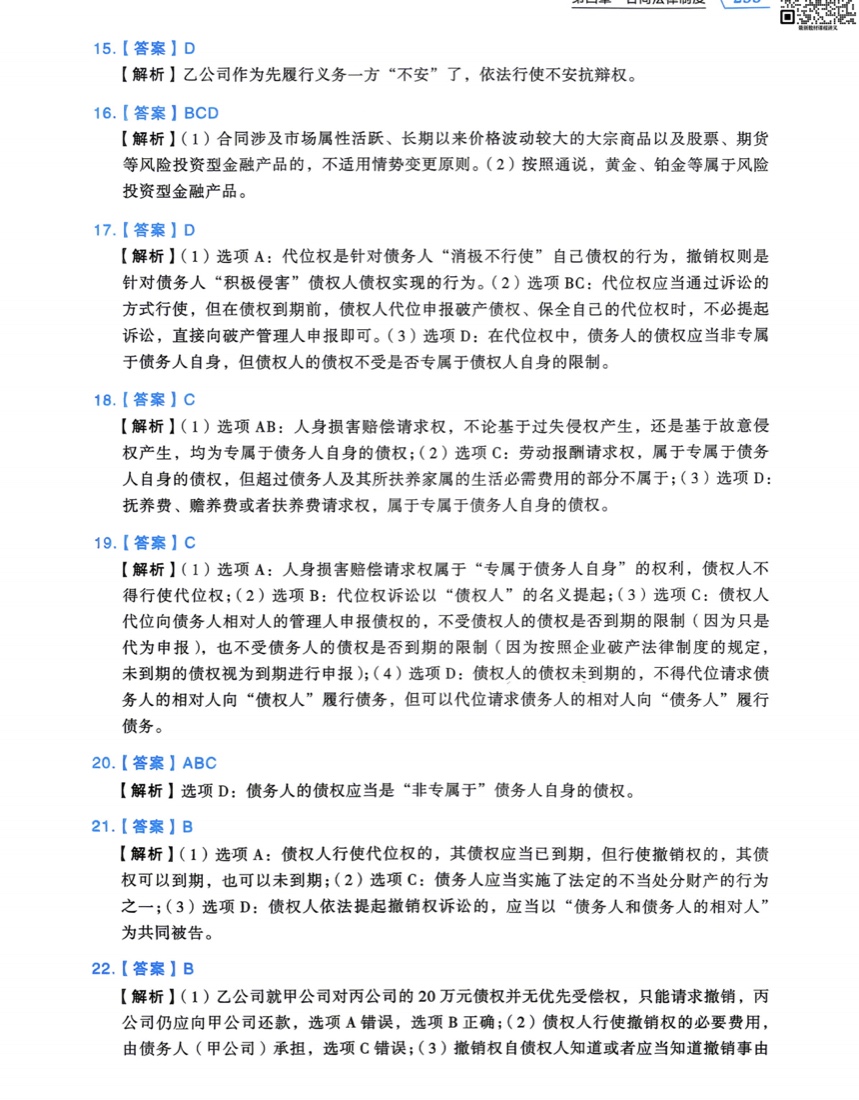 15.【答案】D
【解析】乙公司作为先履行义务一方“不安”了，依法行使不安抗辩权。
16.【答案】BCD
【解析】（1）合同涉及市场属性活跃、长期以来价格波动较大的大宗商品以及股票、期货
等风险投资型金融产品的，不适用情势变更原则。（2）按照通说，黄金、铂金等属于风险
投资型金融产品。
17.【答案】D
【解析】（1）选项 A：代位权是针对债务人“消极不行使”自己债权的行为，撤销权则是
针对债务人“积极侵害”债权人债权实现的行为。（2）选项 BC：代位权应当通过诉讼的
方式行使，但在债权到期前，债权人代位申报破产债权、保全自己的代位权时，不必提起
诉讼，直接向破产管理人申报即可。（3）选项 D：在代位权中，债务人的债权应当非专属
于债务人自身，但债权人的债权不受是否专属于债权人自身的限制。
18.【答案】C
【解析】（1）选项 AB：人身损害赔偿请求权，不论基于过失侵权产生，还是基于故意侵
权产生，均为专属于债务人自身的债权；（2）选项 C：劳动报酬请求权，属于专属于债务
人自身的债权，但超过债务人及其所扶养家属的生活必需费用的部分不属于；（3）选项 D：
抚养费、赡养费或者扶养费请求权，属于专属于债务人自身的债权。
19.【答案】C
【解析】（1）选项 A：人身损害赔偿请求权属于“专属于债务人自身”的权利，债权人不
得行使代位权；（2）选项 B：代位权诉讼以“债权人”的名义提起；（3）选项 C：债权人
代位向债务人相对人的管理人申报债权的，不受债权人的债权是否到期的限制（因为只是
代为申报），也不受债务人的债权是否到期的限制（因为按照企业破产法律制度的规定，
未到期的债权视为到期进行申报）；（4）选项 D：债权人的债权未到期的，不得代位请求债
务人的相对人向“债权人”履行债务，但可以代位请求债务人的相对人向“债务人”履行
债务。
20.【答案】ABC
【解析】选项 D：债务人的债权应当是“非专属于”债务人自身的债权。
21.【答案】B
【解析】（1）选项 A：债权人行使代位权的，其债权应当已到期，但行使撤销权的，其债
权可以到期，也可以未到期；（2）选项 C：债务人应当实施了法定的不当处分财产的行为
之一；（3）选项 D：债权人依法提起撤销权诉讼的，应当以“债务人和债务人的相对人”
为共同被告。
22.【答案】B
【解析】（1）乙公司就甲公司对丙公司的 20 万元债权并无优先受偿权，只能请求撤销，丙
公司仍应向甲公司还款，选项 A 错误，选项 B 正确；（2）债权人行使撤销权的必要费用，
由债务人（甲公司）承担，选项 C 错误；（3）撤销权自债权人知道或者应当知道撤销事由